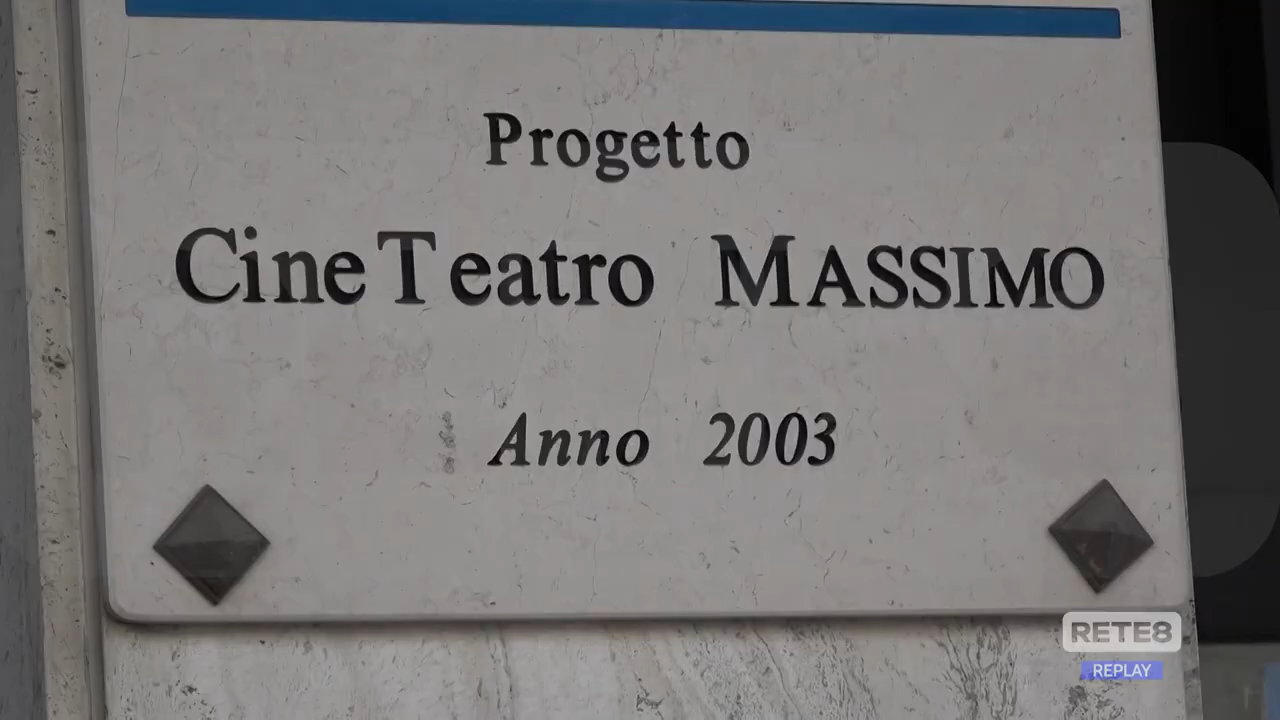 Progetto
CineTeatro MASSIMO
Anno 2003
RETE8
REPLAY